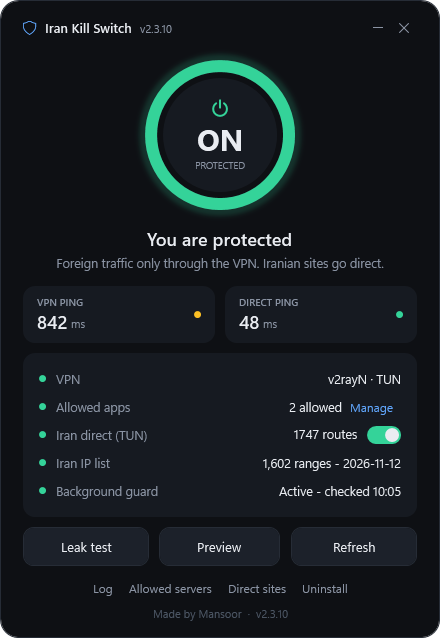 Iran Kill Switch v2.3.10
ON
PROTECTED
You are protected
Foreign traffic only through the VPN. Iranian sites go direct.
VPN PING
842 ms
DIRECT PING
48 ms
VPN v2rayN · TUN
Allowed apps 2 allowed Manage
Iran direct (TUN) 1747 routes
Iran IP list 1,602 ranges - 2026-11-12
Background guard Active - checked 10:05
Leak test Preview Refresh
Log Allowed servers Direct sites Uninstall
Made by Mansoor · v2.3.10